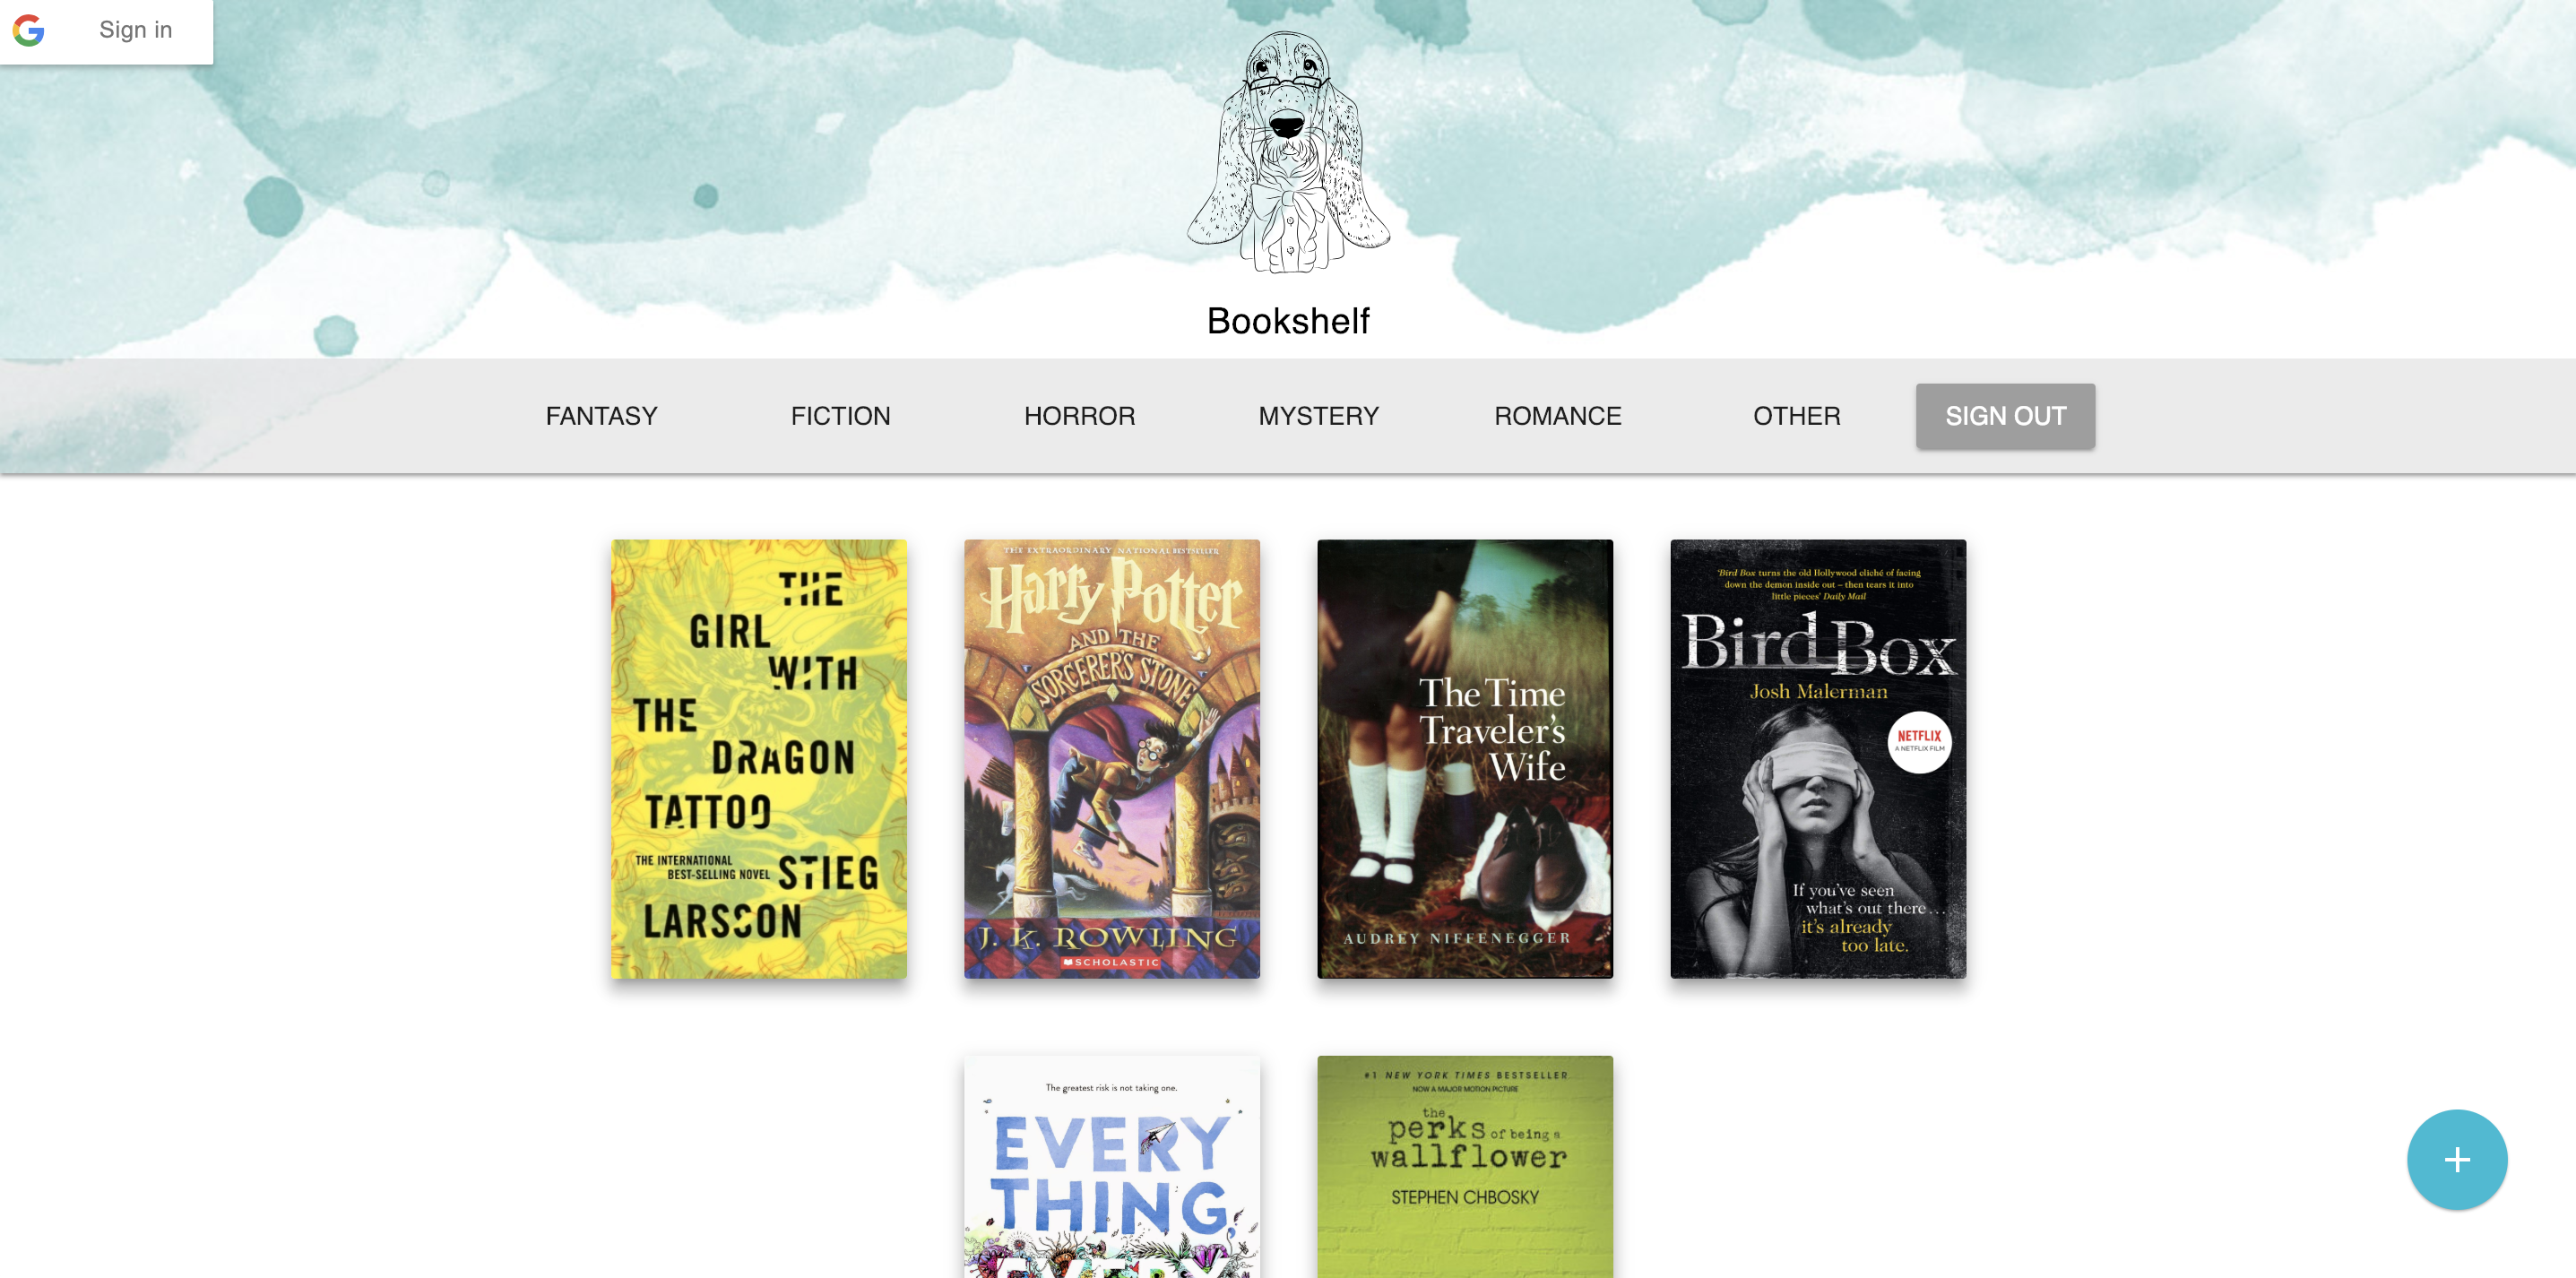 Sign in
Bookshelf
FANTASY FICTION HORROR MYSTERY ROMANCE OTHER SIGN OUT
THE
GIRL
WITH
THE
DRAGON
TATTOO
THE INTERNATIONAL
BEST-SELLING NOVEL
STIEG
LARSSON
THE EXTRAORDINARY NATIONAL BESTSELLER
Harry Potter
AND THE
SORCERER'S STONE
J. K. ROWLING
SCHOLASTIC
The Time
Traveler's
Wife
AUDREY NIFFENEGGER
'Bird Box turns the old Hollywood cliché of facing
down the demon inside out – then tears it into
little pieces' Daily Mail
Bird Box
Josh Malerman
NETFLIX
A NETFLIX FILM
If you've seen
what's out there...
it's already
too late.
The greatest risk is not taking one.
EVERY
THING,
EVERY
#1 NEW YORK TIMES BESTSELLER
NOW A MAJOR MOTION PICTURE
the
perks of being a
wallflower
STEPHEN CHBOSKY